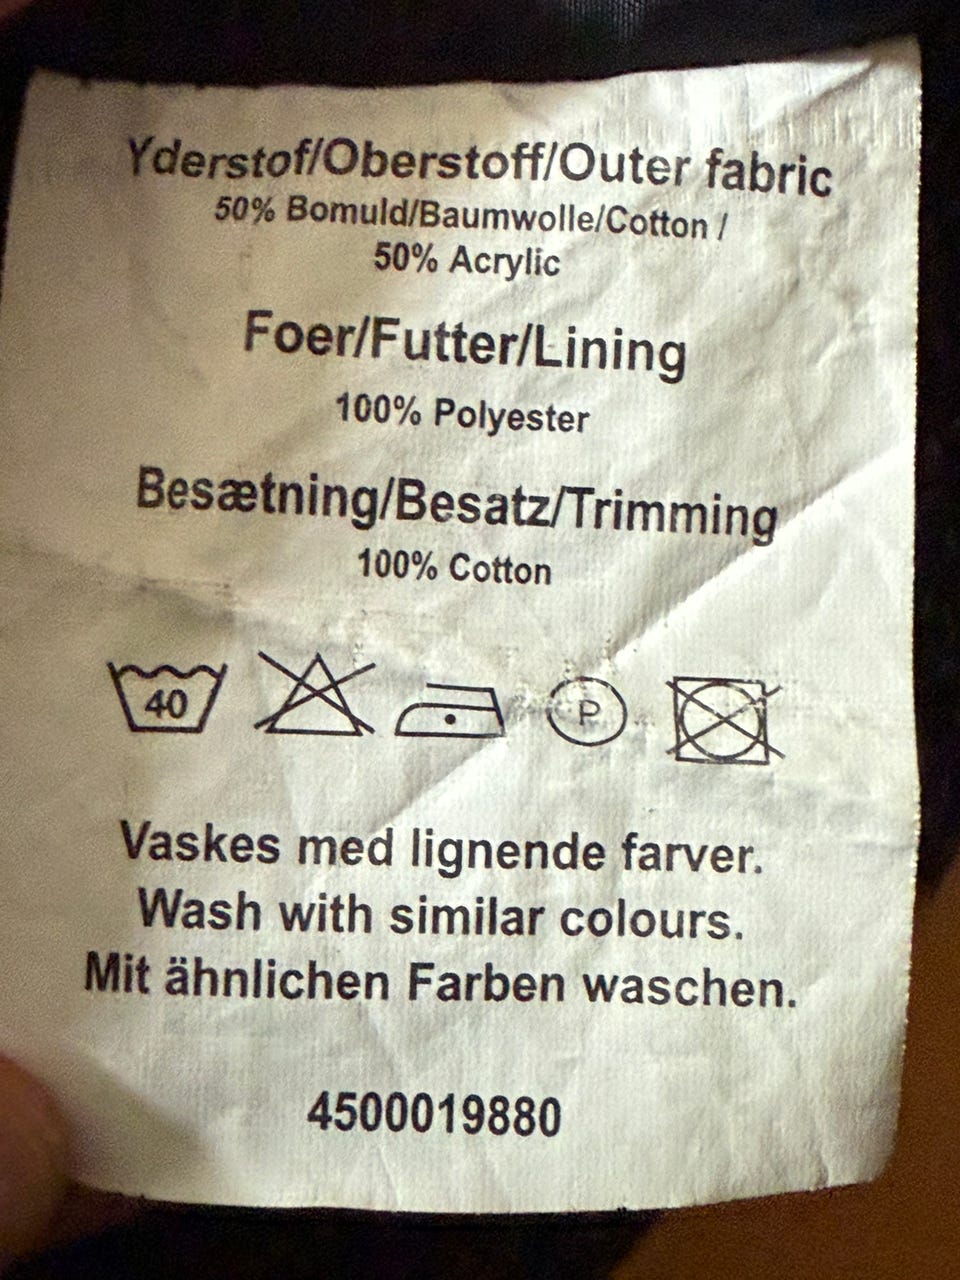 Yderstof/Oberstoff/Outer fabric
50% Bomuld/Baumwolle/Cotton /
50% Acrylic
Foer/Futter/Lining
100% Polyester
Besætning/Besatz/Trimming
100% Cotton
40 P
Vaskes med lignende farver.
Wash with similar colours.
Mit ähnlichen Farben waschen.
4500019880